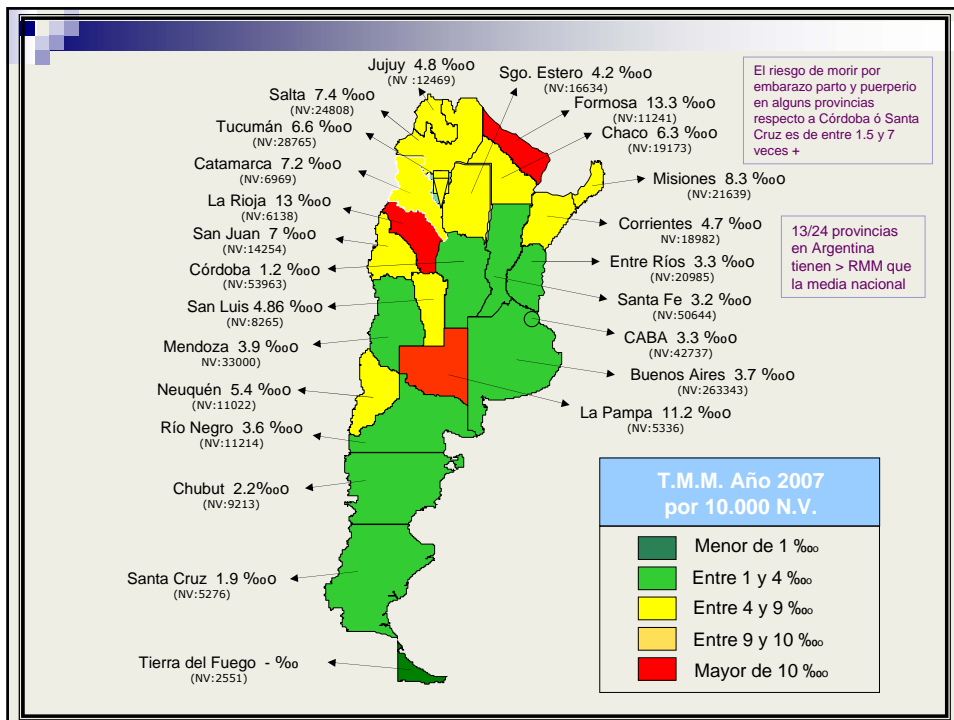 Jujuy 4.8 ‱o
(NV :12469)
Salta 7.4 ‱o
(NV:24808)
Tucumán 6.6 ‱o
(NV:28765)
Catamarca 7.2 ‱o
(NV:6969)
La Rioja 13 ‱o
(NV:6138)
San Juan 7 ‱o
(NV:14254)
Córdoba 1.2 ‱o
(NV:53963)
San Luis 4.86 ‱o
(NV:8265)
Mendoza 3.9 ‱o
NV:33000)
Neuquén 5.4 ‱o
(NV:11022)
Río Negro 3.6 ‱o
(NV:11214)
Chubut 2.2‱o
(NV:9213)
Santa Cruz 1.9 ‱o
(NV:5276)
Tierra del Fuego - ‱
(NV:2551)
Sgo. Estero 4.2 ‱o
(NV:16634)
Formosa 13.3 ‱o
(NV:11241)
Chaco 6.3 ‱o
(NV:19173)
Misiones 8.3 ‱o
(NV:21639)
Corrientes 4.7 ‱o
(NV:18982)
Entre Ríos 3.3 ‱o
(NV:20985)
Santa Fe 3.2 ‱o
(NV:50644)
CABA 3.3 ‱o
(NV:42737)
Buenos Aires 3.7 ‱o
(NV:263343)
La Pampa 11.2 ‱o
(NV:5336)
El riesgo de morir por
embarazo parto y puerperio
en alguns provincias
respecto a Córdoba ó Santa
Cruz es de entre 1.5 y 7
veces +
13/24 provincias
en Argentina
tienen > RMM que
la media nacional
T.M.M. Año 2007
por 10.000 N.V.
Menor de 1 ‱
Entre 1 y 4 ‱
Entre 4 y 9 ‱
Entre 9 y 10 ‱
Mayor de 10 ‱